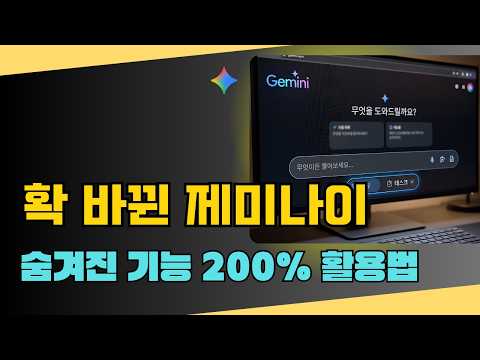 Gemini
무엇을 도와드릴까요?
무엇이든 물어보세요...
확 바뀐 제미나이
숨겨진 기능 200% 활용법